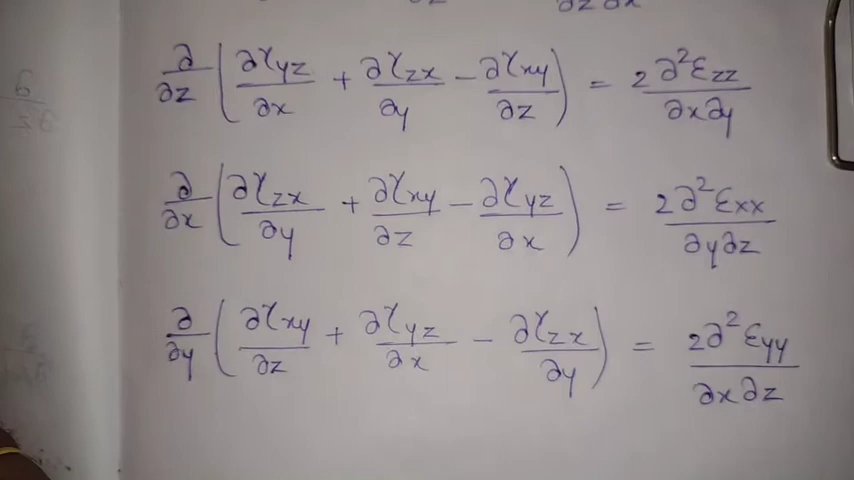 ∂z ∂x
∂/∂z (∂γyz/∂x + ∂γzx/∂y − ∂γxy/∂z) = 2∂²εzz/∂x∂y
∂/∂x (∂γzx/∂y + ∂γxy/∂z − ∂γyz/∂x) = 2∂²εxx/∂y∂z
∂/∂y (∂γxy/∂z + ∂γyz/∂x − ∂γzx/∂y) = 2∂²εyy/∂x∂z